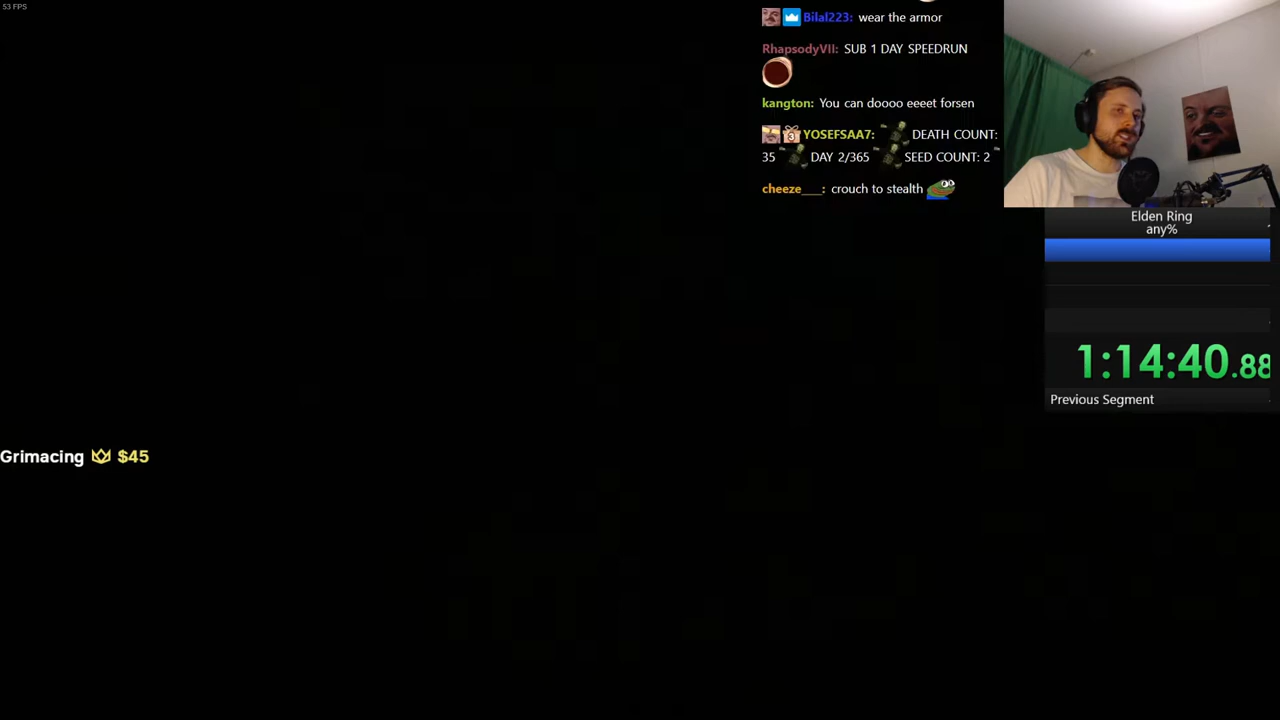 53 FPS
Bilal223: wear the armor
RhapsodyVII: SUB 1 DAY SPEEDRUN
kangton: You can doooo eeeet forsen
3 YOSEFSAA7: DEATH COUNT:
35 DAY 2/365 SEED COUNT: 2
cheeze___: crouch to stealth
Elden Ring
any%
1:14:40.88
Previous Segment
Grimacing $45